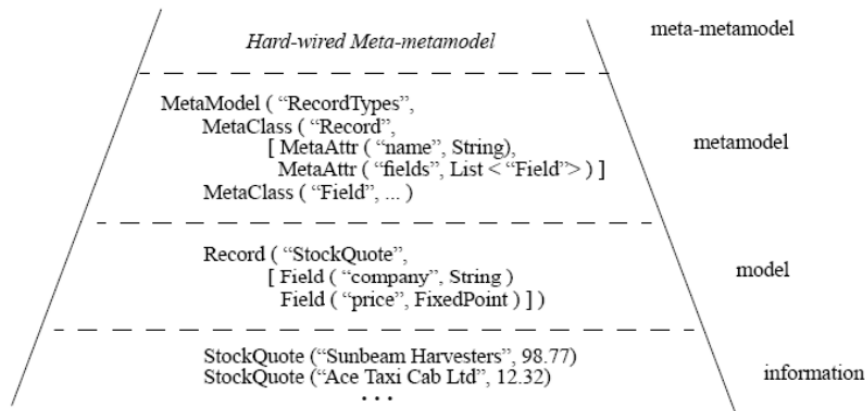 Hard-wired Meta-metamodel
meta-metamodel
MetaModel ( “RecordTypes”,
MetaClass ( “Record”,
[ MetaAttr ( “name”, String),
MetaAttr ( “fields”, List < “Field”> ) ]
MetaClass ( “Field”, ... )
metamodel
Record ( “StockQuote”,
[ Field ( “company”, String )
Field ( “price”, FixedPoint ) ] )
model
StockQuote (“Sunbeam Harvesters”, 98.77)
StockQuote (“Ace Taxi Cab Ltd”, 12.32)
• • •
information